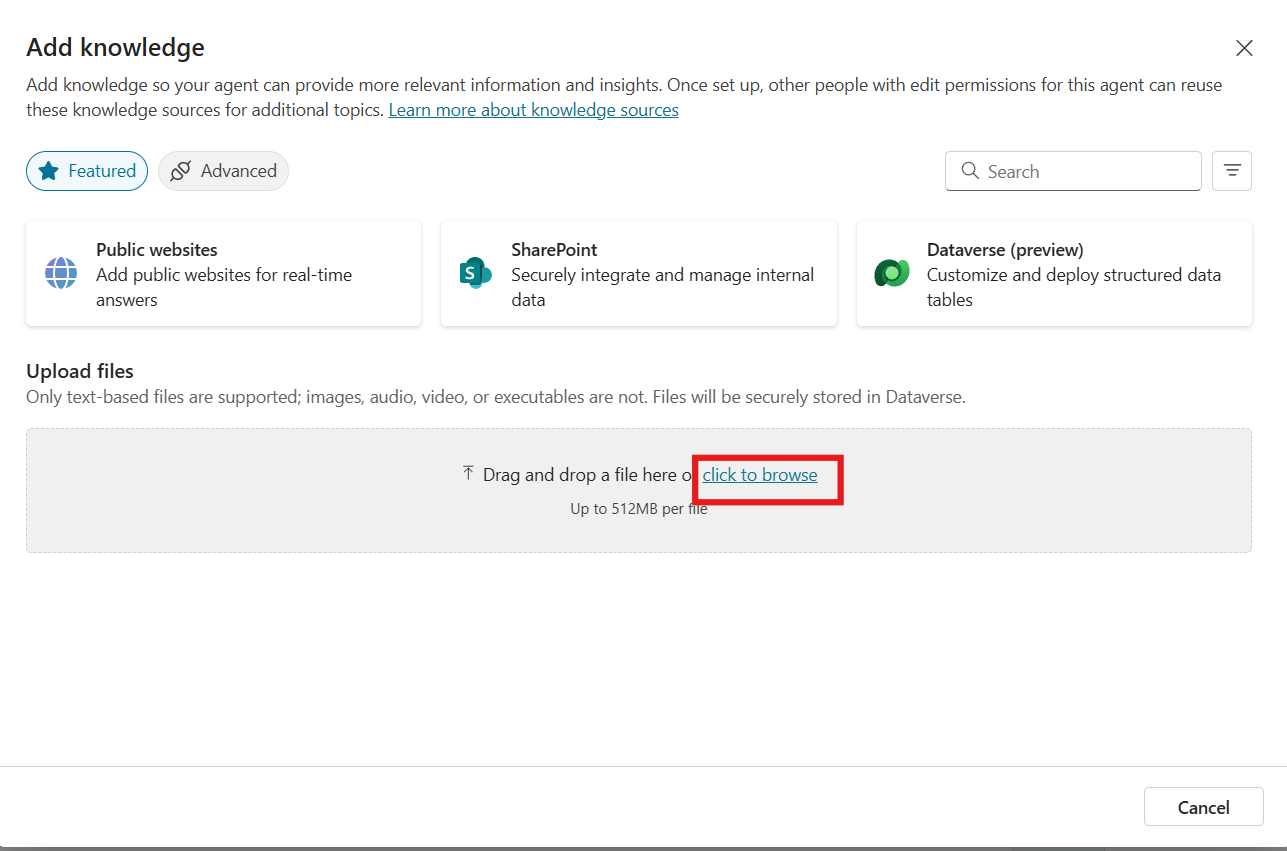 Add knowledge
Add knowledge so your agent can provide more relevant information and insights. Once set up, other people with edit permissions for this agent can reuse
these knowledge sources for additional topics. Learn more about knowledge sources
Featured
Advanced
Search
Public websites
Add public websites for real-time
answers
SharePoint
Securely integrate and manage internal
data
Dataverse (preview)
Customize and deploy structured data
tables
Upload files
Only text-based files are supported; images, audio, video, or executables are not. Files will be securely stored in Dataverse.
Drag and drop a file here o click to browse
Up to 512MB per file
Cancel